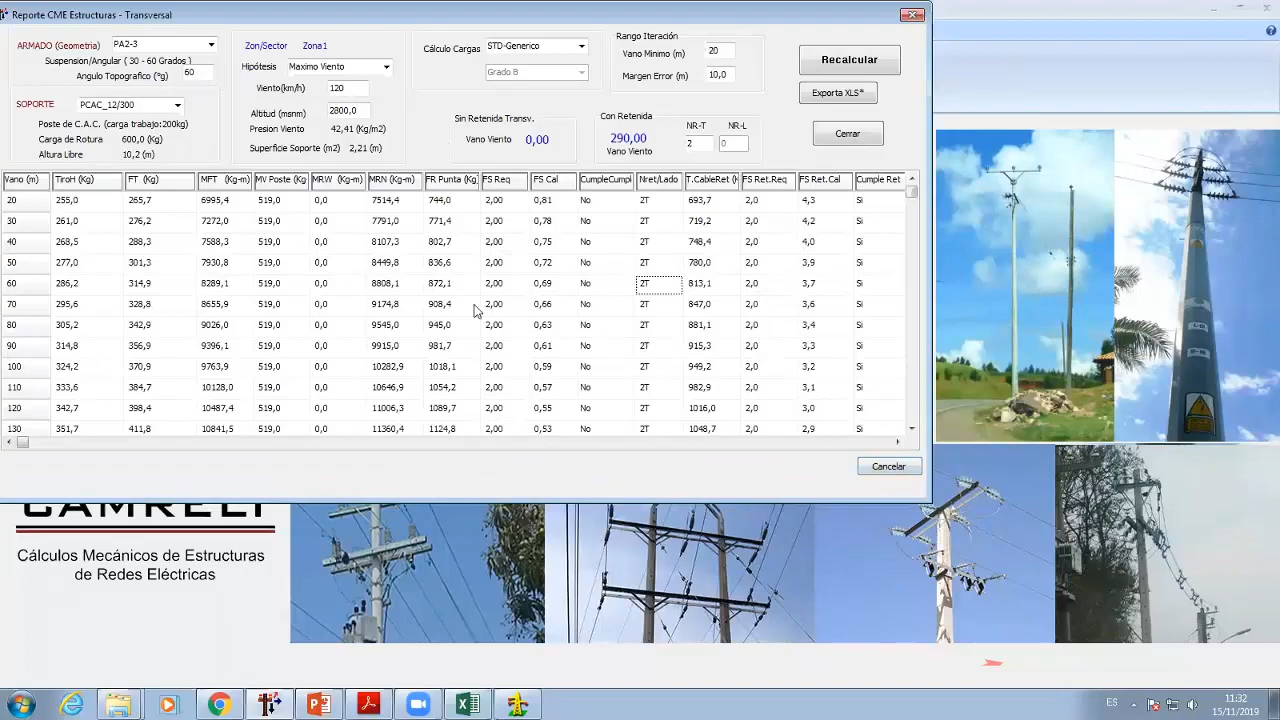 Reporte CME Estructuras - Transversal
ARMADO (Geometria) PA2-3
Suspension/Angular ( 30 - 60 Grados )
Angulo Topografico (ºg) 60
SOPORTE PCAC_12/300
Poste de C.A.C. (carga trabajo:200kg)
Carga de Rotura 600,0 (Kg)
Altura Libre 10,2 (m)
Zon/Sector Zona1
Hipótesis Maximo Viento
Viento(km/h) 120
Altitud (msnm) 2800,0
Presion Viento 42,41 (Kg/m2)
Superficie Soporte (m2) 2,21 (m)
Cálculo Cargas STD-Generico
Grado B
Sin Retenida Transv.
Vano Viento 0,00
Rango Iteración
Vano Minimo (m) 20
Margen Error (m) 10,0
Con Retenida
290,00 NR-T NR-L
Vano Viento 2 0
Recalcular
Exporta XLS*
Cerrar
Vano (m) TiroH (Kg) FT (Kg) MFT (Kg-m) MV Poste (Kg MR.W (Kg-m) MRN (Kg-m) FR Punta (Kg FS Req FS Cal CumpleCumpl Nret/Lado T.CableRet (K FS Ret.Req FS Ret.Cal Cumple Ret
20 255,0 265,7 6995,4 519,0 0,0 7514,4 744,0 2,00 0,81 No 2T 693,7 2,0 4,3 Si
30 261,0 276,2 7272,0 519,0 0,0 7791,0 771,4 2,00 0,78 No 2T 719,2 2,0 4,2 Si
40 268,5 288,3 7588,3 519,0 0,0 8107,3 802,7 2,00 0,75 No 2T 748,4 2,0 4,0 Si
50 277,0 301,3 7930,8 519,0 0,0 8449,8 836,6 2,00 0,72 No 2T 780,0 2,0 3,9 Si
60 286,2 314,9 8289,1 519,0 0,0 8808,1 872,1 2,00 0,69 No 2T 813,1 2,0 3,7 Si
70 295,6 328,8 8655,9 519,0 0,0 9174,8 908,4 2,00 0,66 No 2T 847,0 2,0 3,6 Si
80 305,2 342,9 9026,0 519,0 0,0 9545,0 945,0 2,00 0,63 No 2T 881,1 2,0 3,4 Si
90 314,8 356,9 9396,1 519,0 0,0 9915,0 981,7 2,00 0,61 No 2T 915,3 2,0 3,3 Si
100 324,2 370,9 9763,9 519,0 0,0 10282,9 1018,1 2,00 0,59 No 2T 949,2 2,0 3,2 Si
110 333,6 384,7 10128,0 519,0 0,0 10646,9 1054,2 2,00 0,57 No 2T 982,9 2,0 3,1 Si
120 342,7 398,4 10487,4 519,0 0,0 11006,3 1089,7 2,00 0,55 No 2T 1016,0 2,0 3,0 Si
130 351,7 411,8 10841,5 519,0 0,0 11360,4 1124,8 2,00 0,53 No 2T 1048,7 2,0 2,9 Si
Cancelar
CAMRELI
Cálculos Mecánicos de Estructuras
de Redes Eléctricas
ES 11:32
15/11/2019